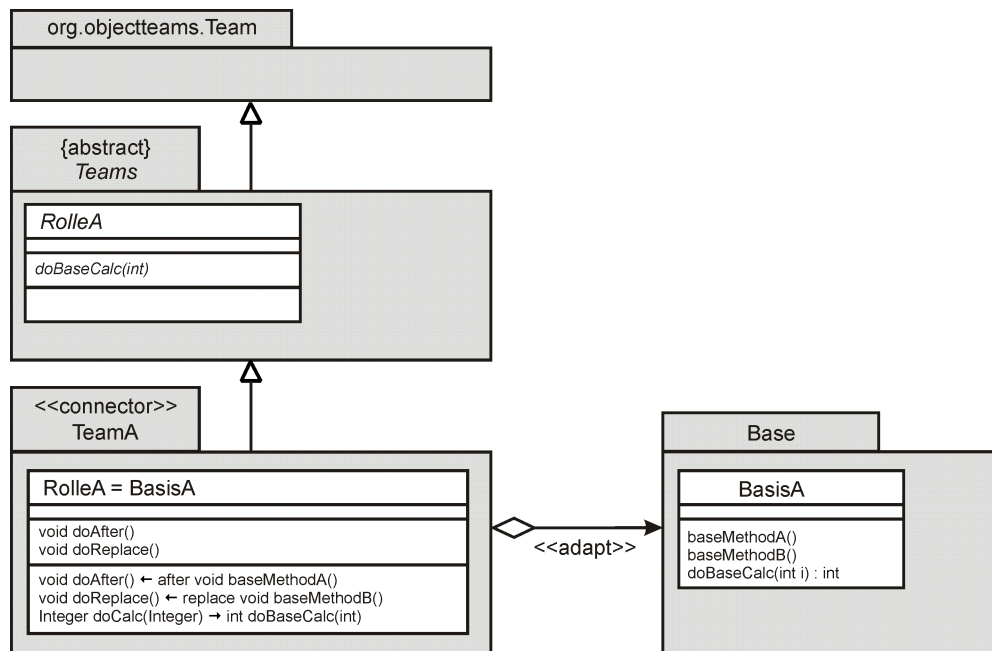 org.objectteams.Team
{abstract}
Teams
RolleA
doBaseCalc(int)
<<connector>>
TeamA
RolleA = BasisA
void doAfter()
void doReplace()
void doAfter() ← after void baseMethodA()
void doReplace() ← replace void baseMethodB()
Integer doCalc(Integer) → int doBaseCalc(int)
<<adapt>>
Base
BasisA
baseMethodA()
baseMethodB()
doBaseCalc(int i) : int